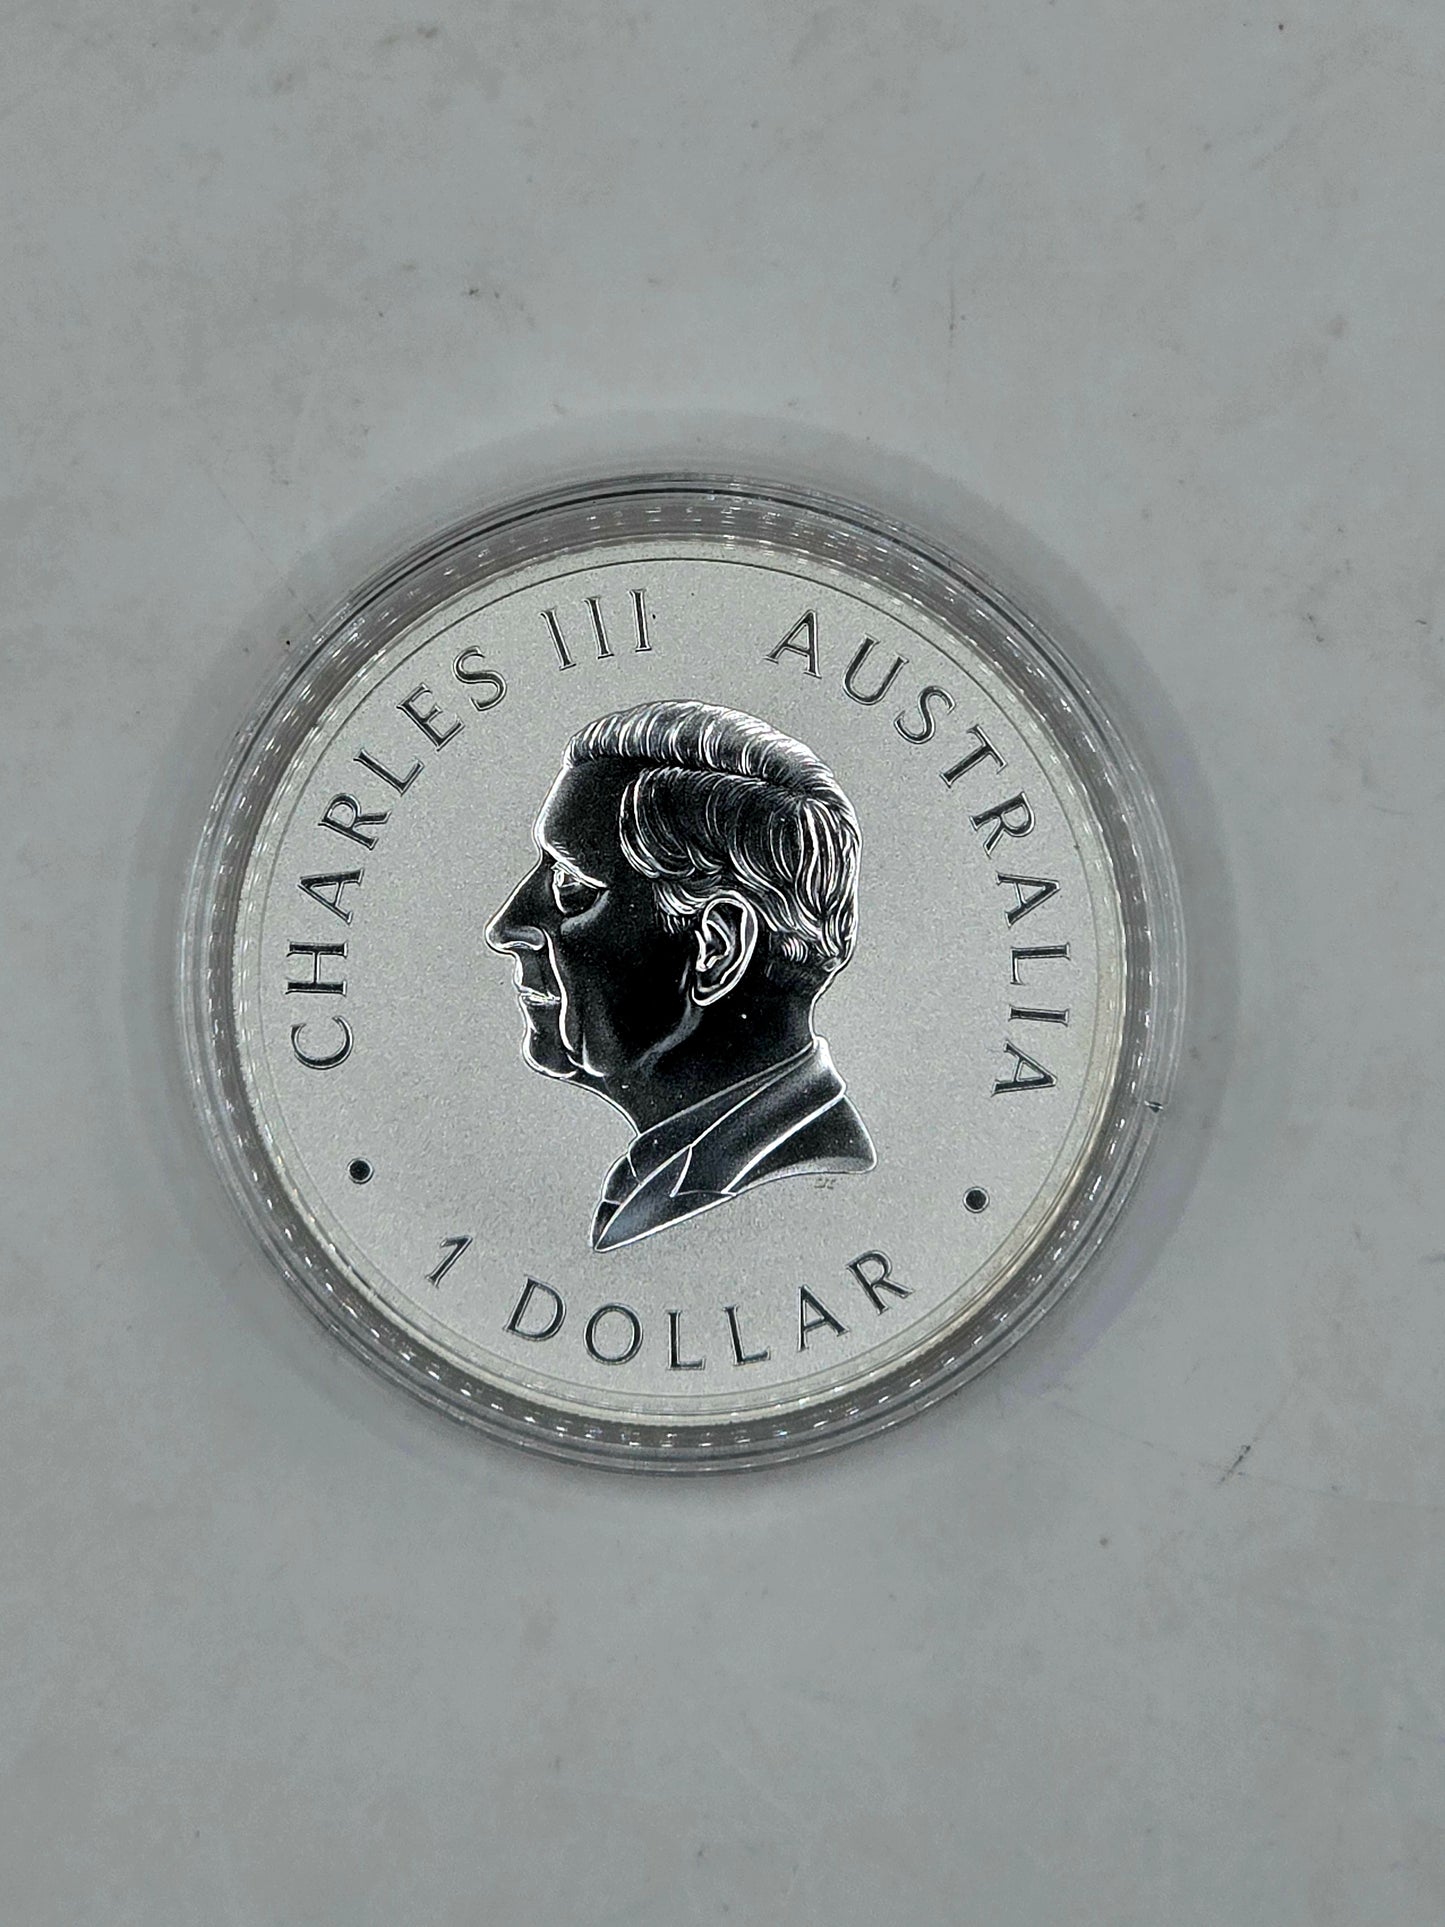 CHARLES III AUSTRALIA
• 1 DOLLAR •